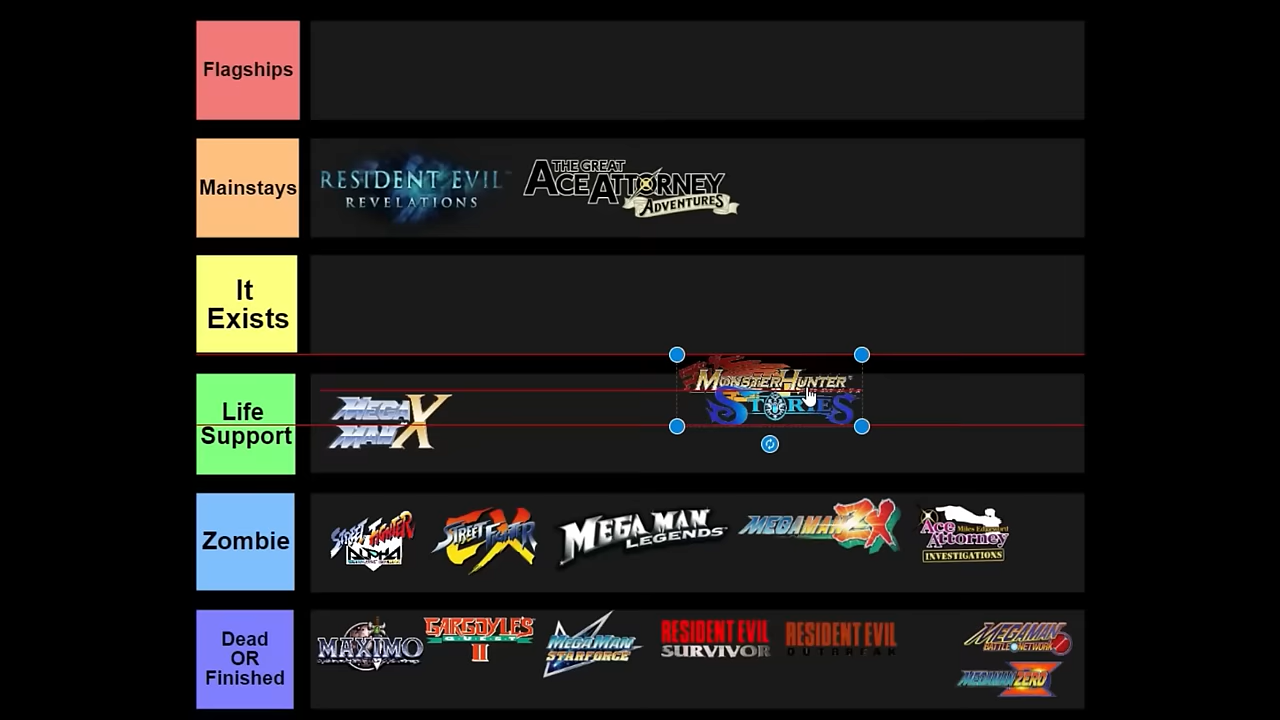 Flagships
Mainstays
RESIDENT EVIL
REVELATIONS
THE GREAT
ACE ATTORNEY
ADVENTURES
It
Exists
Life
Support
MEGA
MAN X
MONSTER HUNTER
STORIES
Zombie
STREET FIGHTER
ALPHA
STREET FIGHTER
EX
MEGA MAN
LEGENDS
MEGAMAN ZX
Ace
Miles Edgeworth
Attorney
INVESTIGATIONS
Dead
OR
Finished
MAXIMO
GARGOYLE'S
QUEST
II
MEGAMAN
STARFORCE
RESIDENT EVIL
SURVIVOR
RESIDENT EVIL
OUTBREAK
MEGAMAN
BATTLE NETWORK
MEGAMAN ZERO